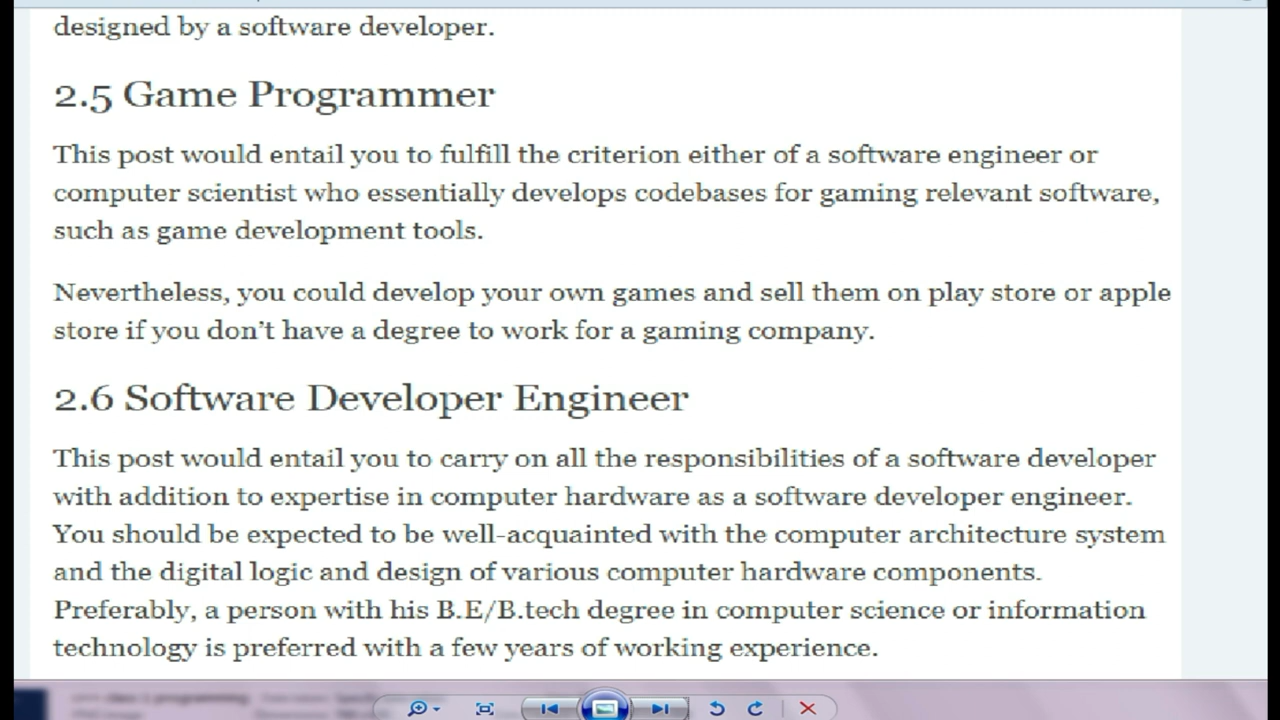 designed by a software developer.
2.5 Game Programmer
This post would entail you to fulfill the criterion either of a software engineer or
computer scientist who essentially develops codebases for gaming relevant software,
such as game development tools.
Nevertheless, you could develop your own games and sell them on play store or apple
store if you don't have a degree to work for a gaming company.
2.6 Software Developer Engineer
This post would entail you to carry on all the responsibilities of a software developer
with addition to expertise in computer hardware as a software developer engineer.
You should be expected to be well-acquainted with the computer architecture system
and the digital logic and design of various computer hardware components.
Preferably, a person with his B.E/B.tech degree in computer science or information
technology is preferred with a few years of working experience.